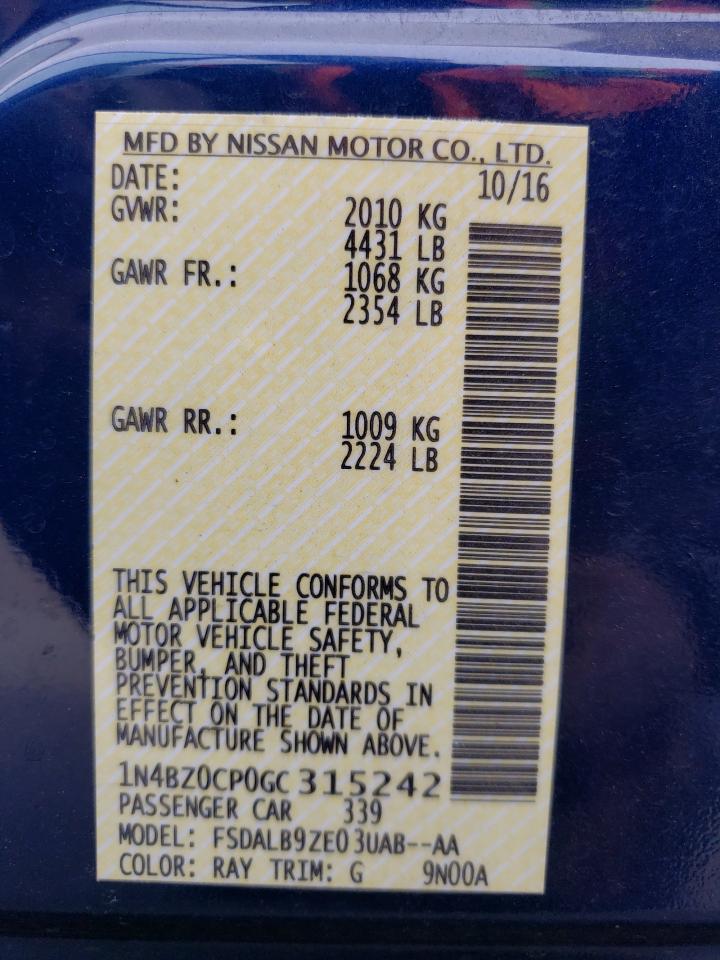 MFD BY NISSAN MOTOR CO., LTD.
DATE: 10/16
GVWR: 2010 KG
4431 LB
GAWR FR.: 1068 KG
2354 LB
GAWR RR.: 1009 KG
2224 LB
THIS VEHICLE CONFORMS TO
ALL APPLICABLE FEDERAL
MOTOR VEHICLE SAFETY,
BUMPER, AND THEFT
PREVENTION STANDARDS IN
EFFECT ON THE DATE OF
MANUFACTURE SHOWN ABOVE.
1N4BZ0CP0GC315242
PASSENGER CAR 339
MODEL: FSDALB9ZE03UAB--AA
COLOR: RAY TRIM: G 9N00A